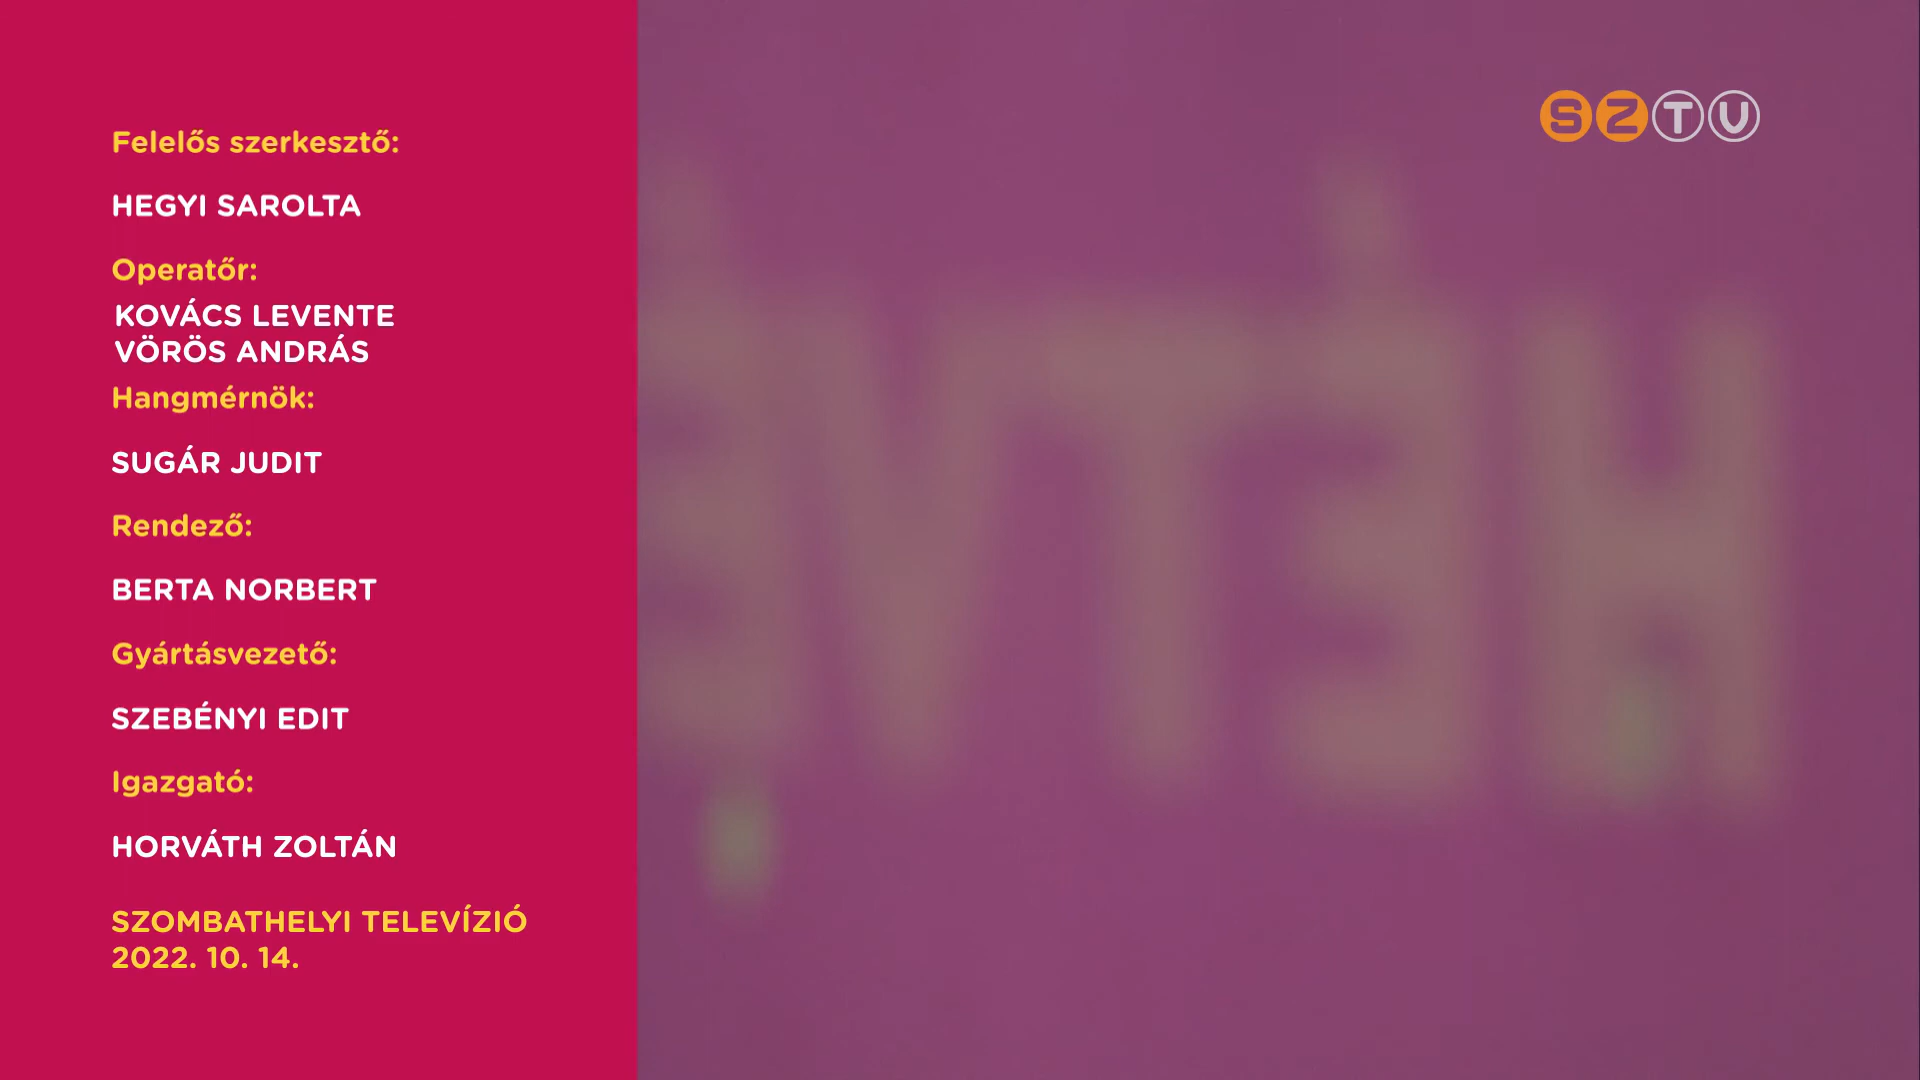 Felelős szerkesztő:
HEGYI SAROLTA
Operatőr:
KOVÁCS LEVENTE
VÖRÖS ANDRÁS
Hangmérnök:
SUGÁR JUDIT
Rendező:
BERTA NORBERT
Gyártásvezető:
SZEBÉNYI EDIT
Igazgató:
HORVÁTH ZOLTÁN
SZOMBATHELYI TELEVÍZIÓ
2022. 10. 14.
SZTV